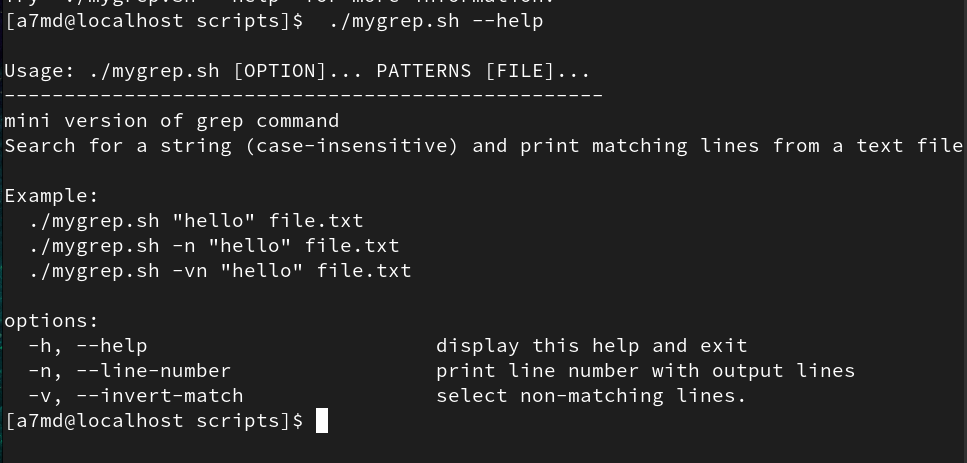 [a7md@localhost scripts]$  ./mygrep.sh --help

Usage: ./mygrep.sh [OPTION]... PATTERNS [FILE]...
--------------------------------------------------
mini version of grep command
Search for a string (case-insensitive) and print matching lines from a text file

Example:
  ./mygrep.sh "hello" file.txt
  ./mygrep.sh -n "hello" file.txt
  ./mygrep.sh -vn "hello" file.txt

options:
  -h, --help                        display this help and exit
  -n, --line-number                 print line number with output lines
  -v, --invert-match                select non-matching lines.
[a7md@localhost scripts]$